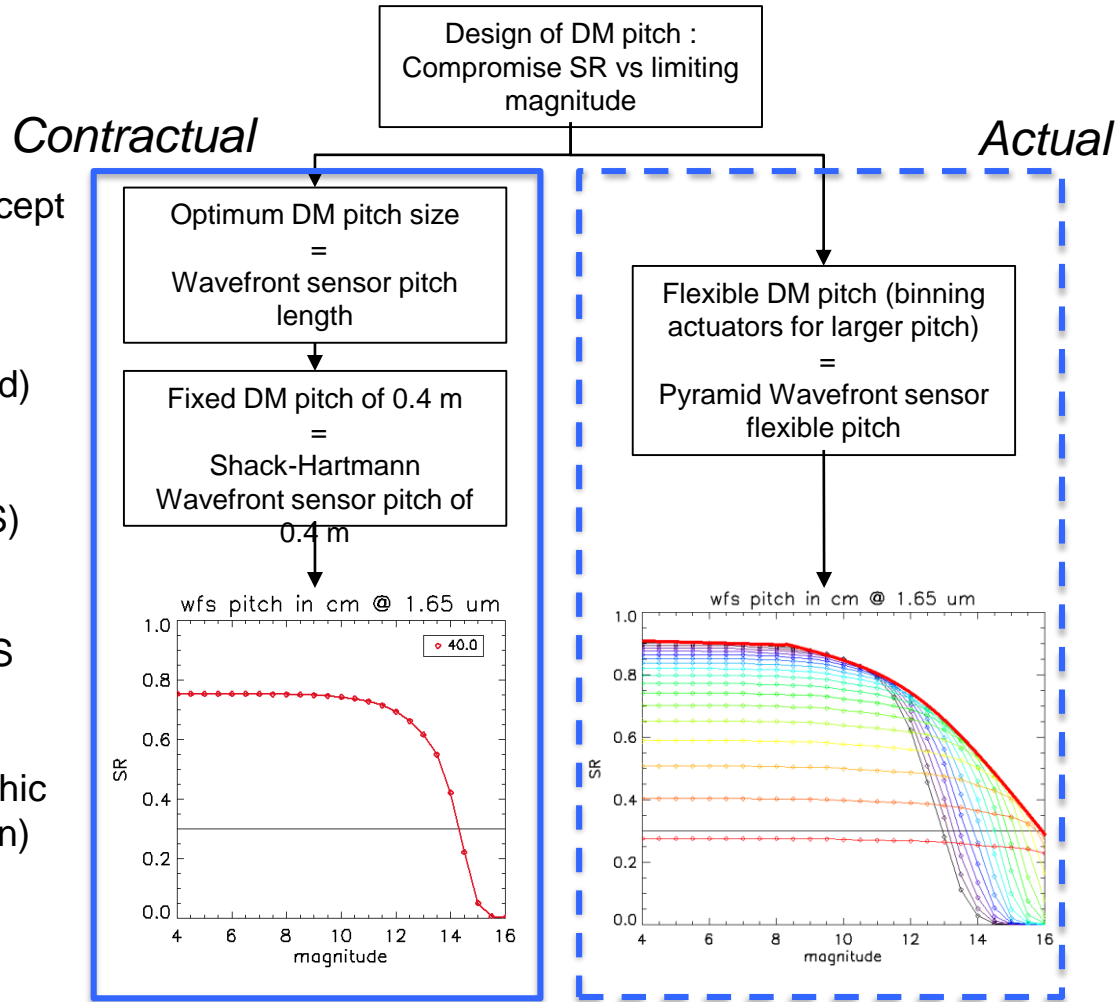 Design of DM pitch :
Compromise SR vs limiting
magnitude
Contractual
Actual
cept
d)
S)
S
hic
n)
Optimum DM pitch size
=
Wavefront sensor pitch
length
Fixed DM pitch of 0.4 m
=
Shack-Hartmann
Wavefront sensor pitch of
0.4 m
Flexible DM pitch (binning
actuators for larger pitch)
=
Pyramid Wavefront sensor
flexible pitch
wfs pitch in cm @ 1.65 um
1.0
0.8
0.6
0.4
0.2
0.0
SR
40.0
4 6 8 10 12 14 16
magnitude
wfs pitch in cm @ 1.65 um
1.0
0.8
0.6
0.4
0.2
0.0
SR
4 6 8 10 12 14 16
magnitude